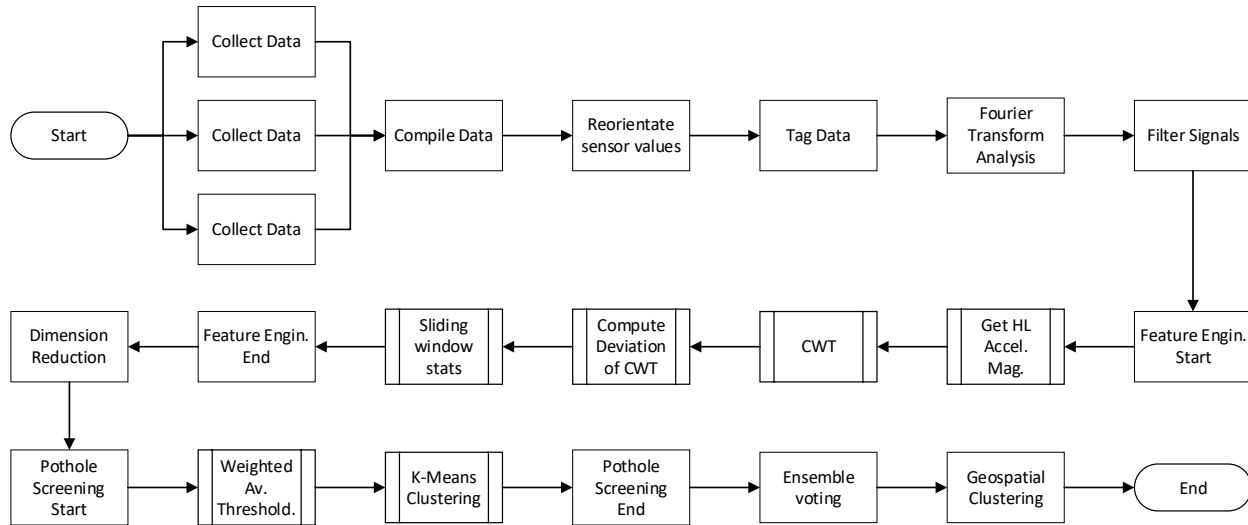 Collect Data
Start
Collect Data
Compile Data
Reorientate
sensor values
Tag Data
Fourier
Transform
Analysis
Filter Signals
Collect Data
Dimension
Reduction
Feature Engin.
End
Sliding
window
stats
Compute
Deviation
of CWT
CWT
Get HL
Accel.
Mag.
Feature Engin.
Start
Pothole
Screening
Start
Weighted
Av.
Threshold.
K-Means
Clustering
Pothole
Screening
End
Ensemble
voting
Geospatial
Clustering
End